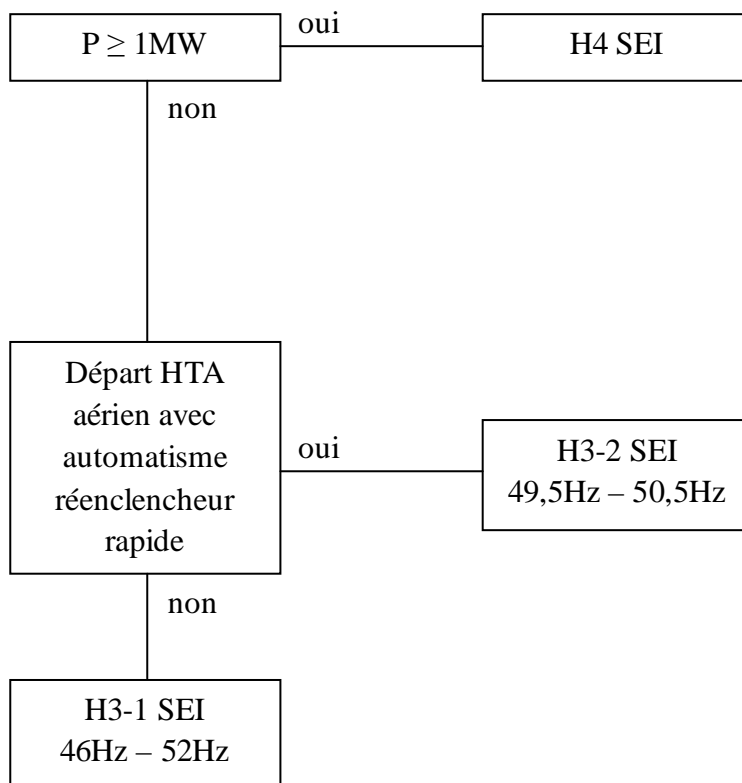 P ≥ 1MW
oui
H4 SEI
non
Départ HTA
aérien avec
automatisme
réenclencheur
rapide
oui
H3-2 SEI
49,5Hz – 50,5Hz
non
H3-1 SEI
46Hz – 52Hz